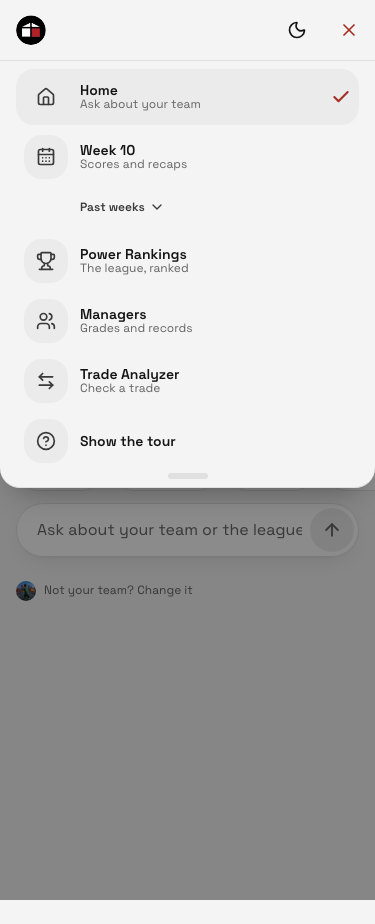 Home
Ask about your team
Week 10
Scores and recaps
Past weeks
Power Rankings
The league, ranked
Managers
Grades and records
Trade Analyzer
Check a trade
Show the tour
Ask about your team or the league
Not your team? Change it